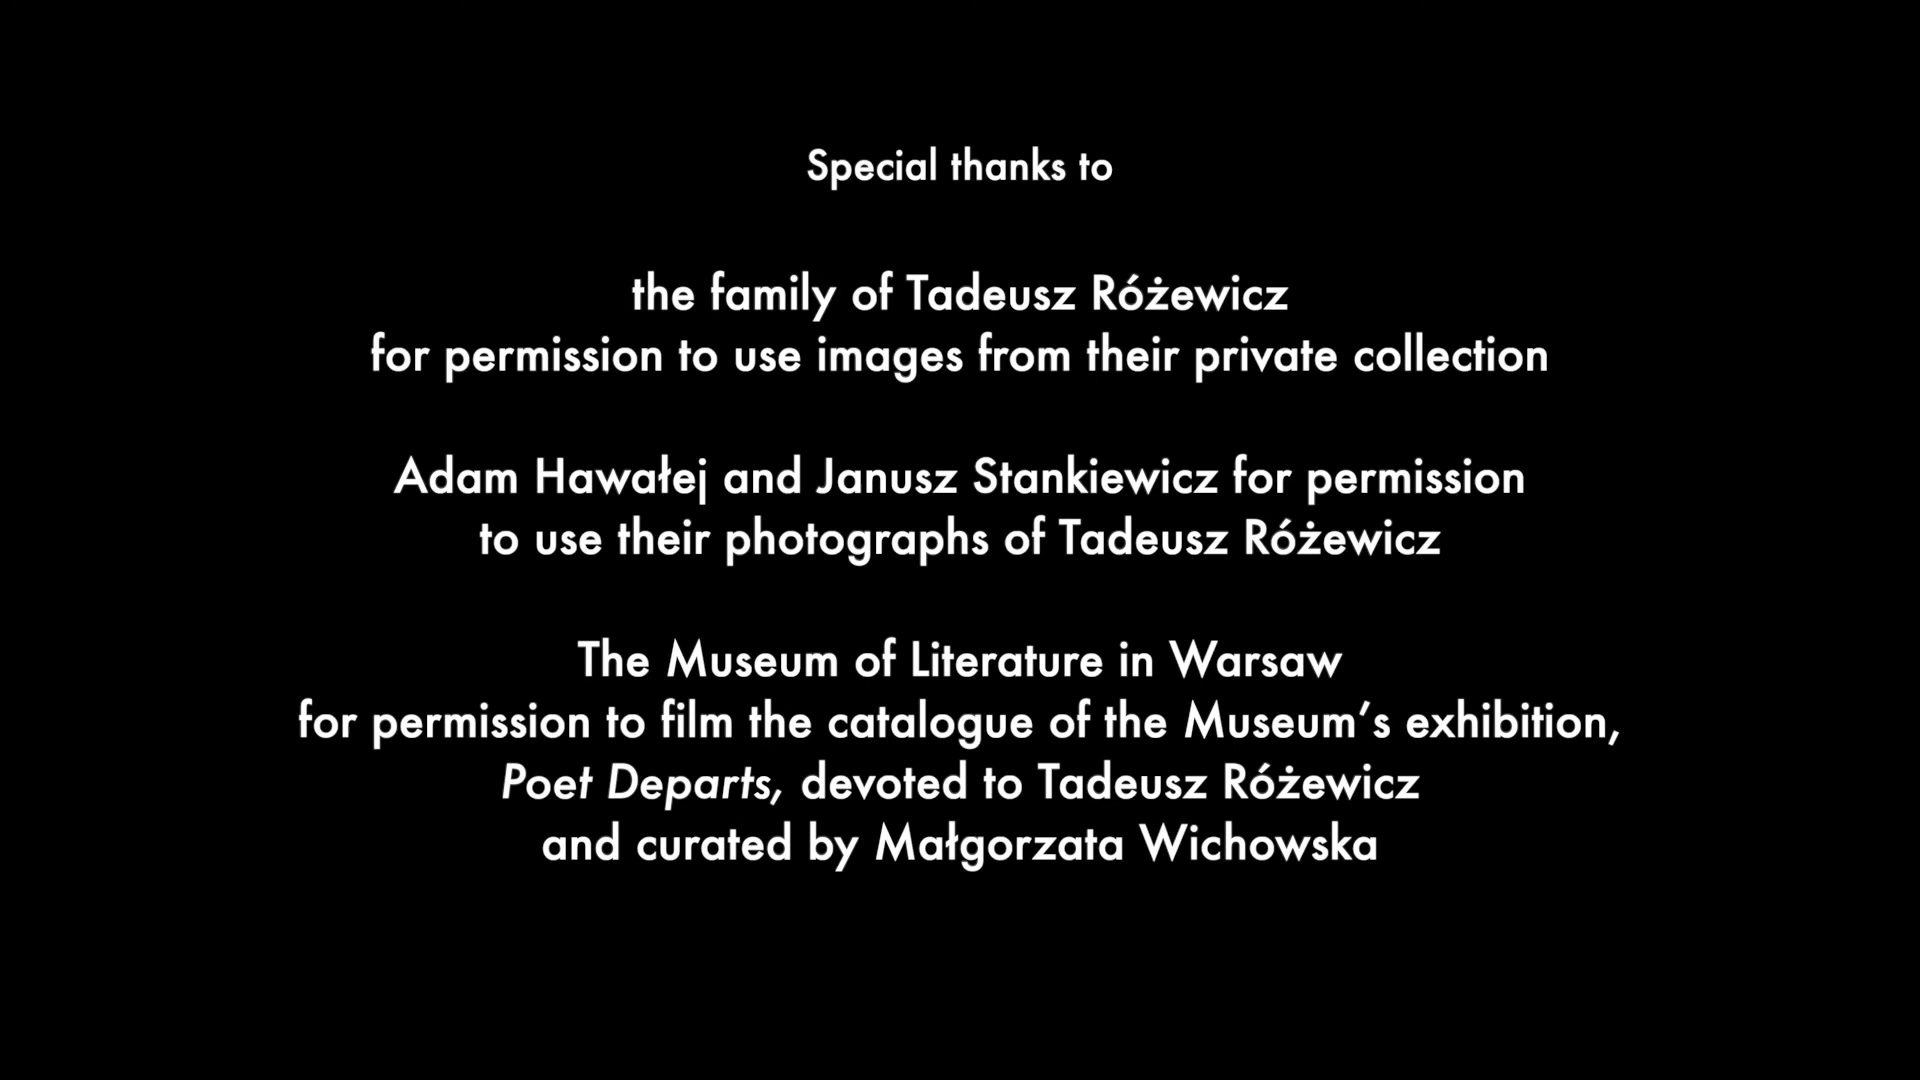 Special thanks to
the family of Tadeusz Różewicz
for permission to use images from their private collection
Adam Hawałej and Janusz Stankiewicz for permission
to use their photographs of Tadeusz Różewicz
The Museum of Literature in Warsaw
for permission to film the catalogue of the Museum’s exhibition,
Poet Departs, devoted to Tadeusz Różewicz
and curated by Małgorzata Wichowska